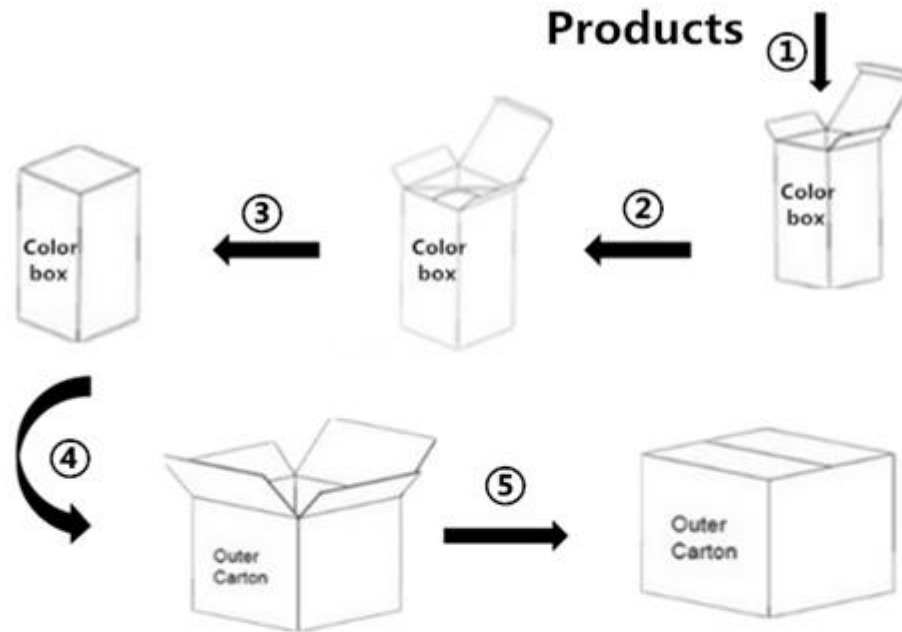 Products
①
Color
box
②
Color
box
③
Color
box
④
Outer
Carton
⑤
Outer
Carton